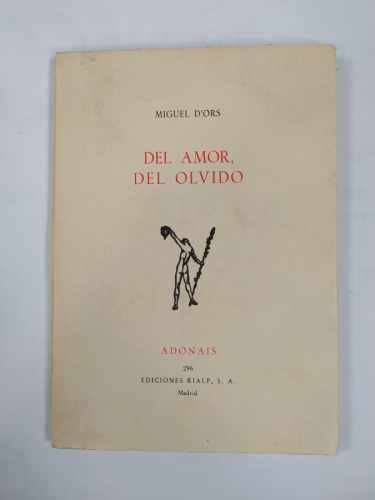 MIGUEL D'ORS
DEL AMOR,
DEL OLVIDO
ADONAIS
296
EDICIONES RIALP, S. A.
Madrid